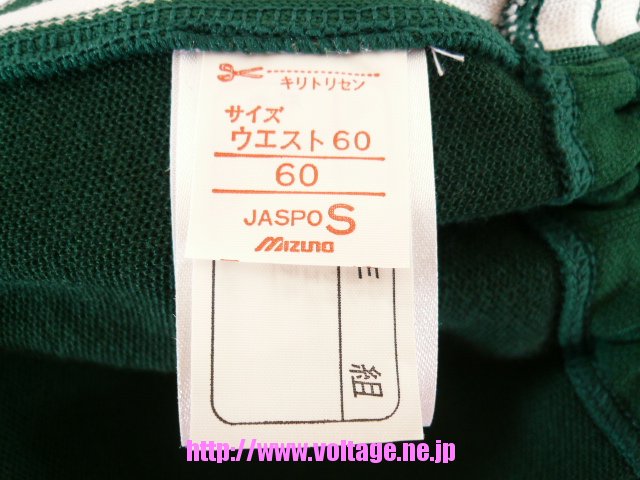 キリトリセン
サイズ
ウエスト60
60
JASPO S
MIZUNO
組
http://www.voltage.ne.jp